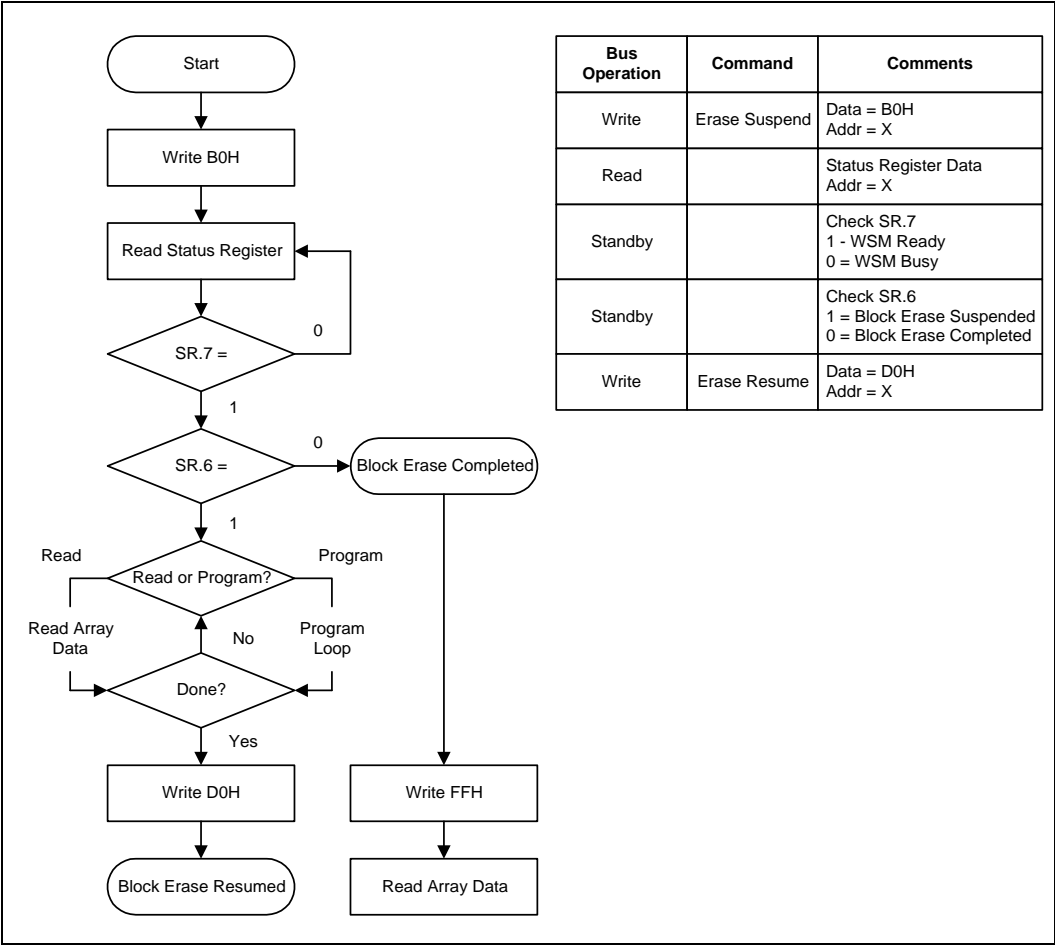 Start
Write B0H
Read Status Register
0
SR.7 =
1
0
SR.6 =
Block Erase Completed
1
Read
Program
Read or Program?
Read Array
Data
No
Program
Loop
Done?
Yes
Write D0H
Write FFH
Block Erase Resumed
Read Array Data
Bus
Operation
Command
Comments
Write
Erase Suspend
Data = B0H
Addr = X
Read
Status Register Data
Addr = X
Standby
Check SR.7
1 - WSM Ready
0 = WSM Busy
Standby
Check SR.6
1 = Block Erase Suspended
0 = Block Erase Completed
Write
Erase Resume
Data = D0H
Addr = X